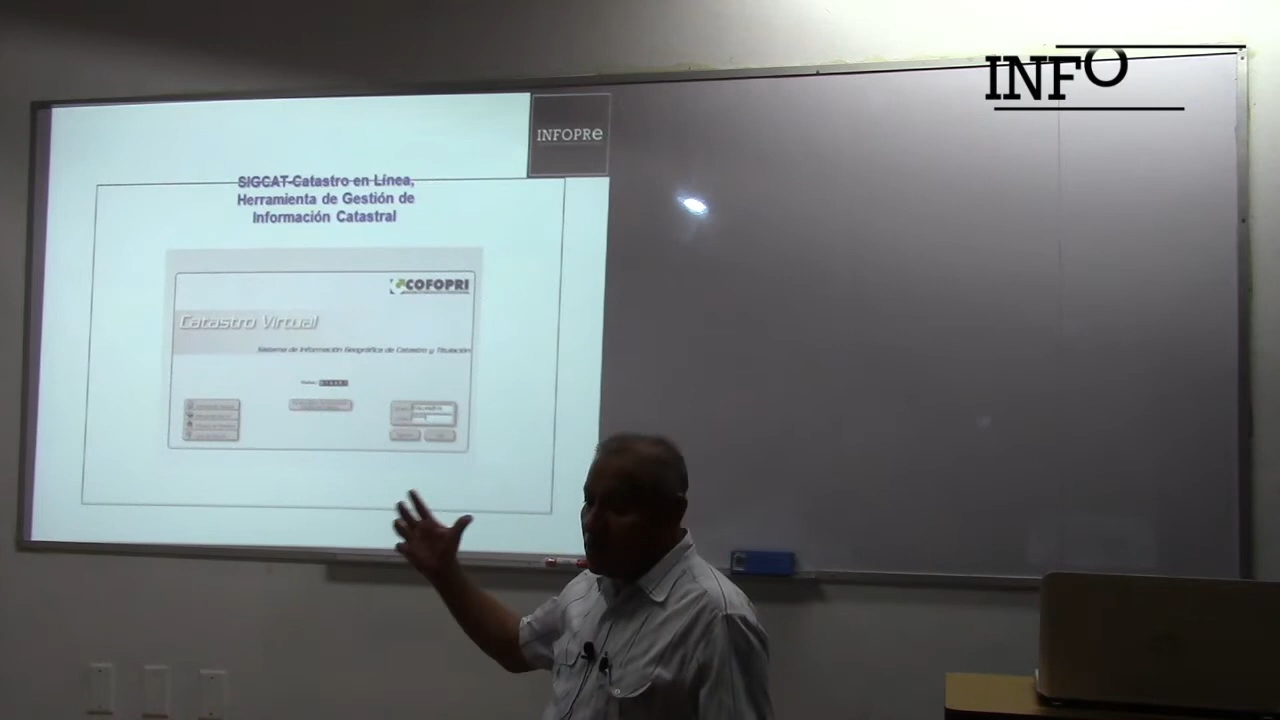 INFO
INFOPRe
SIGCAT-Catastro en Línea,
Herramienta de Gestión de
Información Catastral
COFOPRI
Catastro Virtual
Sistema de Información Geográfica de Catastro y Titulación